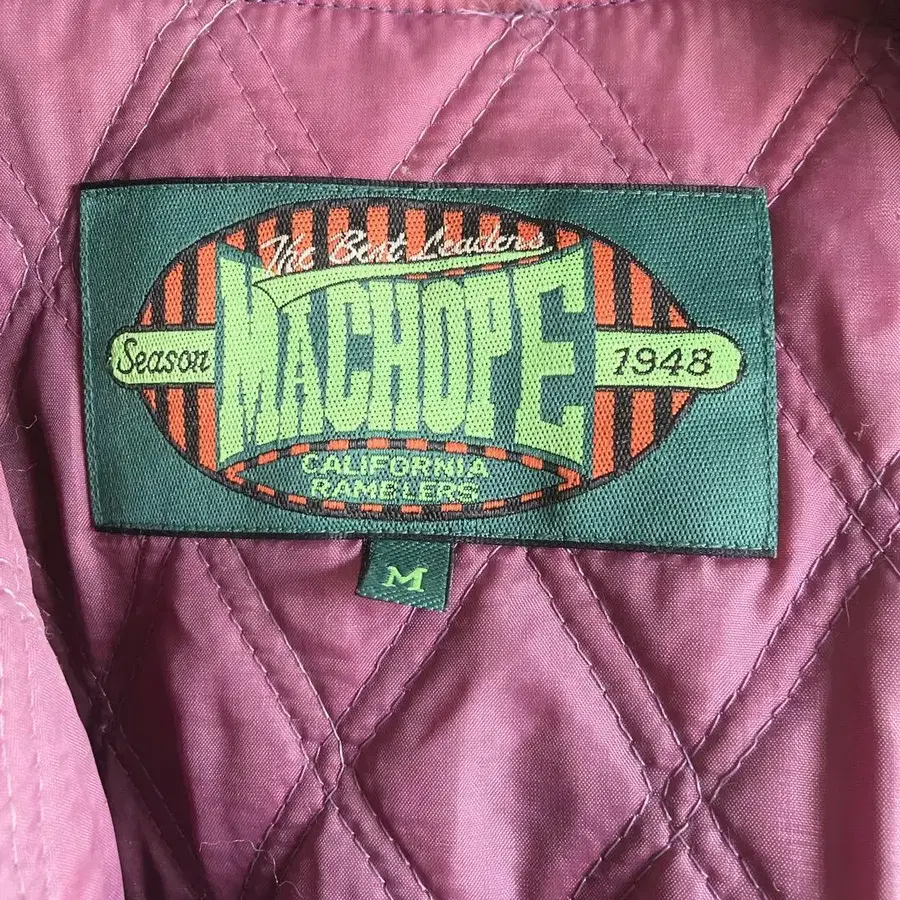 The Best Leaders
MACHOPE
Season 1948
CALIFORNIA
RAMBLERS
M